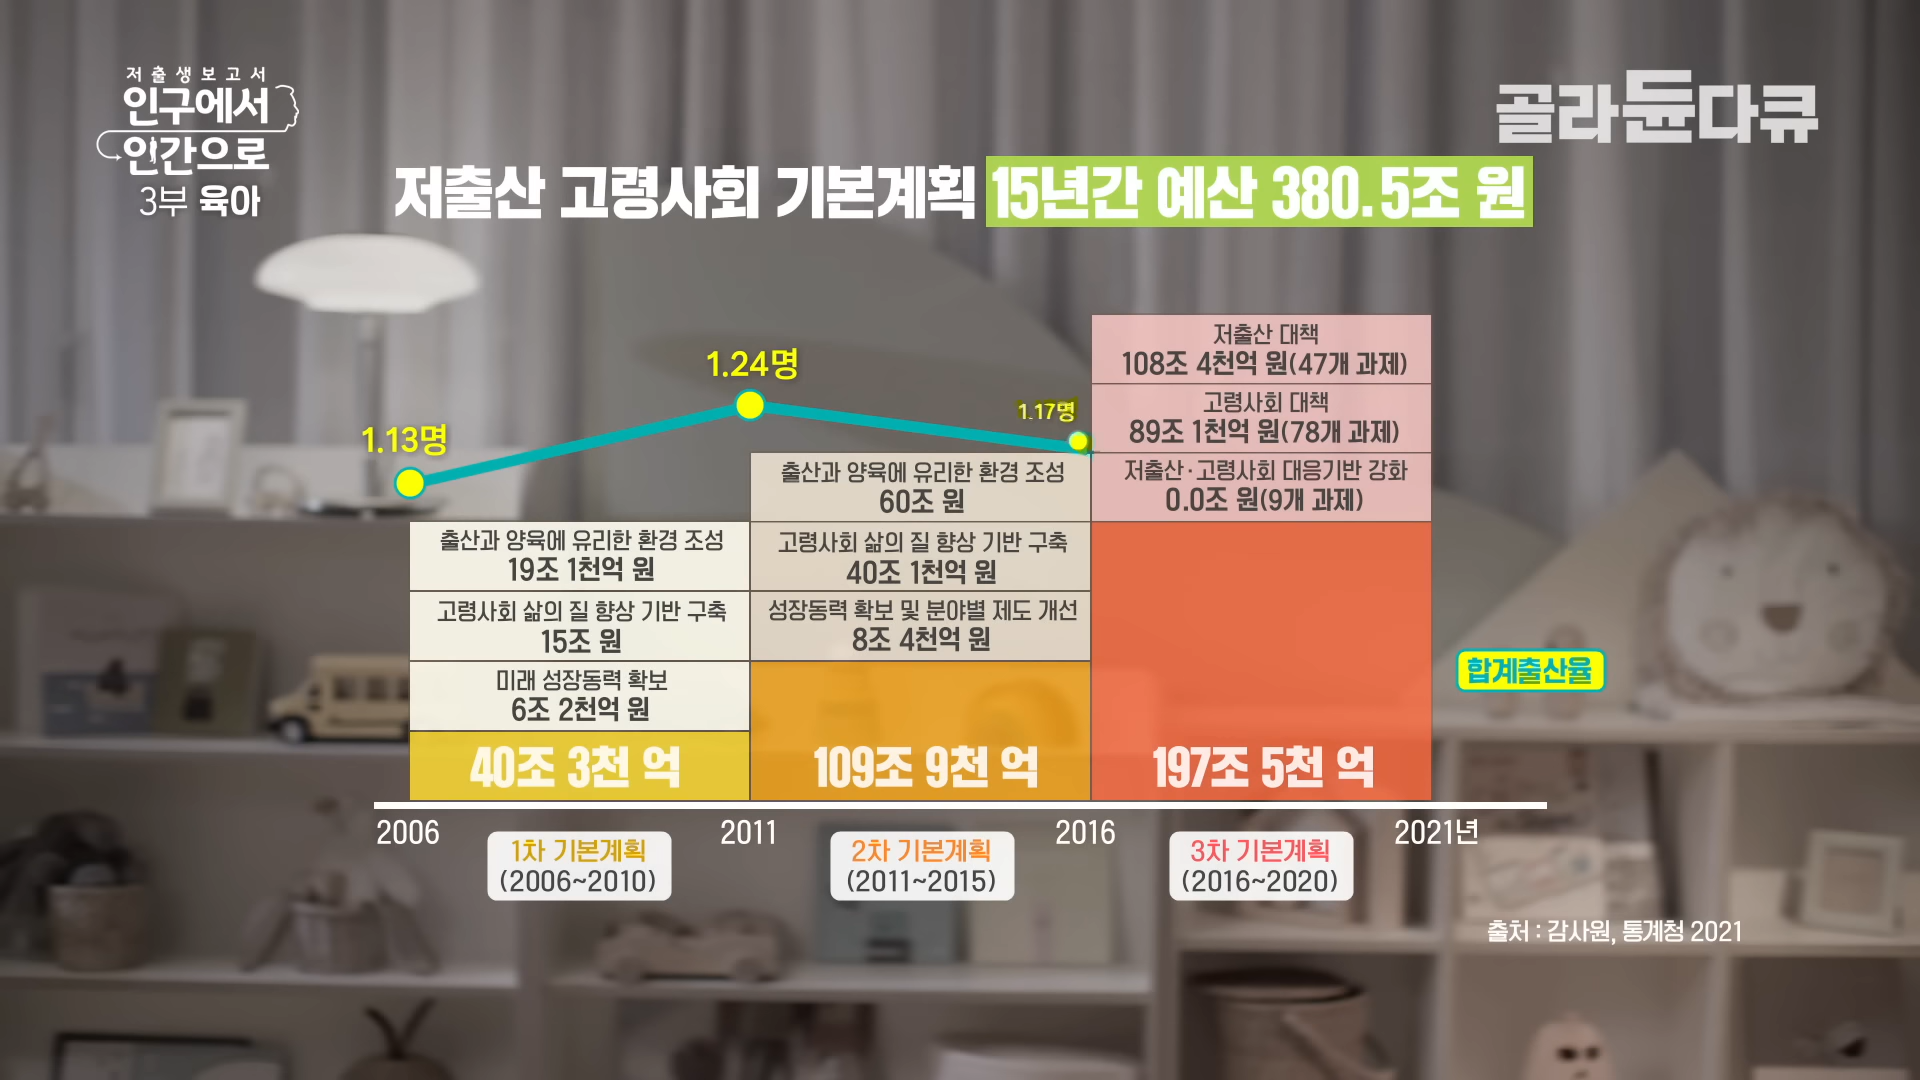 저출생보고서
인구에서
인간으로
3부 육아
골라둔다큐
저출산 고령사회 기본계획 15년간 예산 380.5조 원
1.13명
1.24명
1.17명
출산과 양육에 유리한 환경 조성
19조 1천억 원
고령사회 삶의 질 향상 기반 구축
15조 원
미래 성장동력 확보
6조 2천억 원
40조 3천 억
출산과 양육에 유리한 환경 조성
60조 원
고령사회 삶의 질 향상 기반 구축
40조 1천억 원
성장동력 확보 및 분야별 제도 개선
8조 4천억 원
109조 9천 억
저출산 대책
108조 4천억 원(47개 과제)
고령사회 대책
89조 1천억 원(78개 과제)
저출산·고령사회 대응기반 강화
0.0조 원(9개 과제)
197조 5천 억
합계출산율
2006
2011
2016
2021년
1차 기본계획
(2006~2010)
2차 기본계획
(2011~2015)
3차 기본계획
(2016~2020)
출처 : 감사원, 통계청 2021